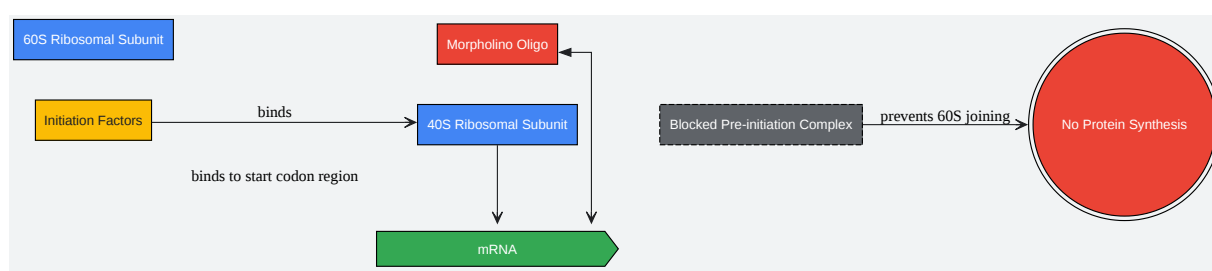 60S Ribosomal Subunit
Morpholino Oligo
Initiation Factors
binds
40S Ribosomal Subunit
Blocked Pre-initiation Complex
prevents 60S joining
No Protein Synthesis
binds to start codon region
mRNA